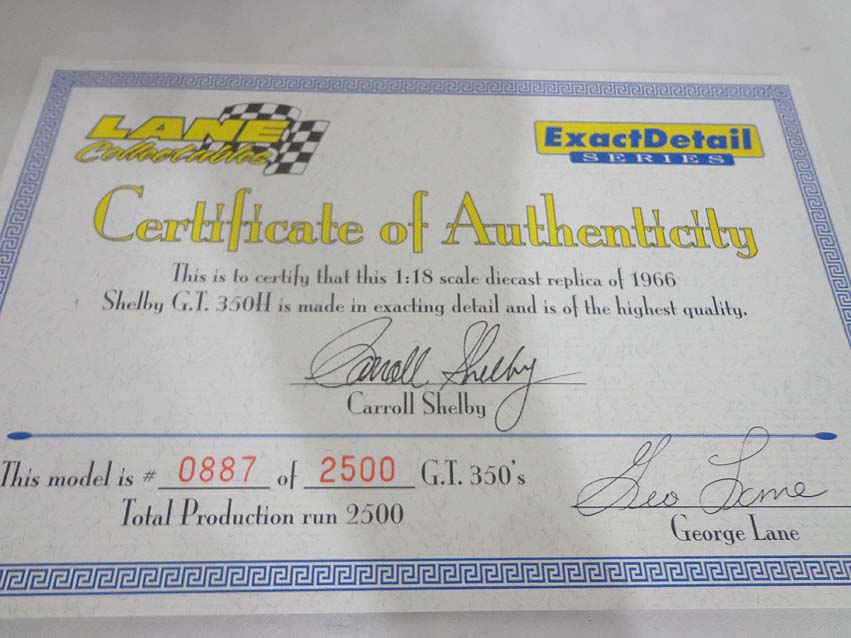 LANE
Collectibles
ExactDetail
SERIES
Certificate of Authenticity
This is to certify that this 1:18 scale diecast replica of 1966
Shelby G.T. 350H is made in exacting detail and is of the highest quality.
Carroll Shelby
Carroll Shelby
This model is # 0887 of 2500 G.T. 350's
Total Production run 2500
Geo Lane
George Lane